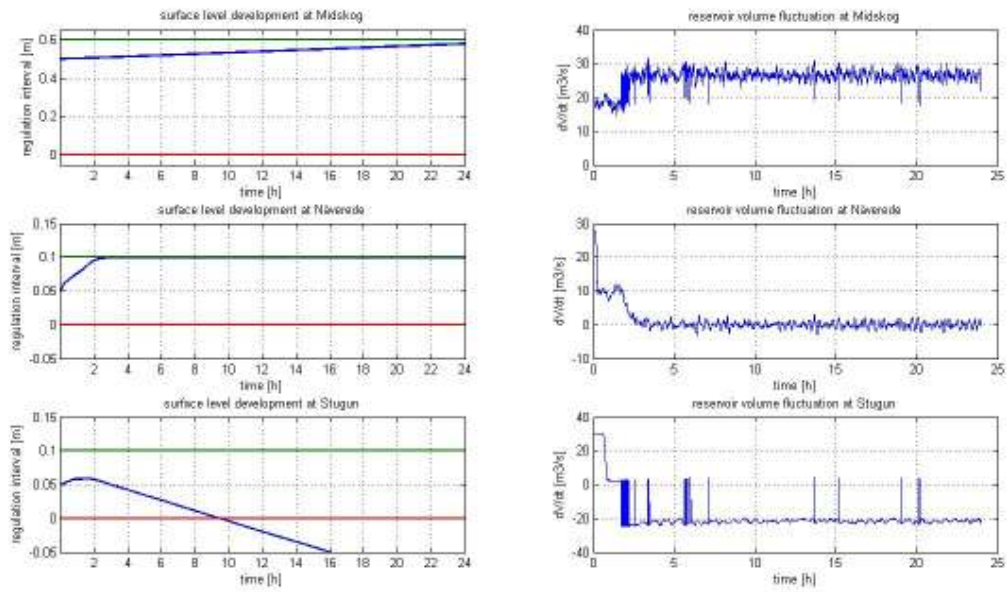 surface level development at Midskog
regulation interval [m]
0.6
0.4
0.2
0
2 4 6 8 10 12 14 16 18 20 22 24
time [h]
reservoir volume fluctuation at Midskog
dV/dt [m3/s]
40
30
20
10
0
0 5 10 15 20 25
time [h]
surface level development at Näverede
regulation interval [m]
0.15
0.1
0.05
0
-0.05
2 4 6 8 10 12 14 16 18 20 22 24
time [h]
reservoir volume fluctuation at Näverede
dV/dt [m3/s]
30
20
10
0
-10
0 5 10 15 20 25
time [h]
surface level development at Stugun
regulation interval [m]
0.15
0.1
0.05
0
-0.05
2 4 6 8 10 12 14 16 18 20 22 24
time [h]
reservoir volume fluctuation at Stugun
dV/dt [m3/s]
40
20
0
-20
-40
0 5 10 15 20 25
time [h]